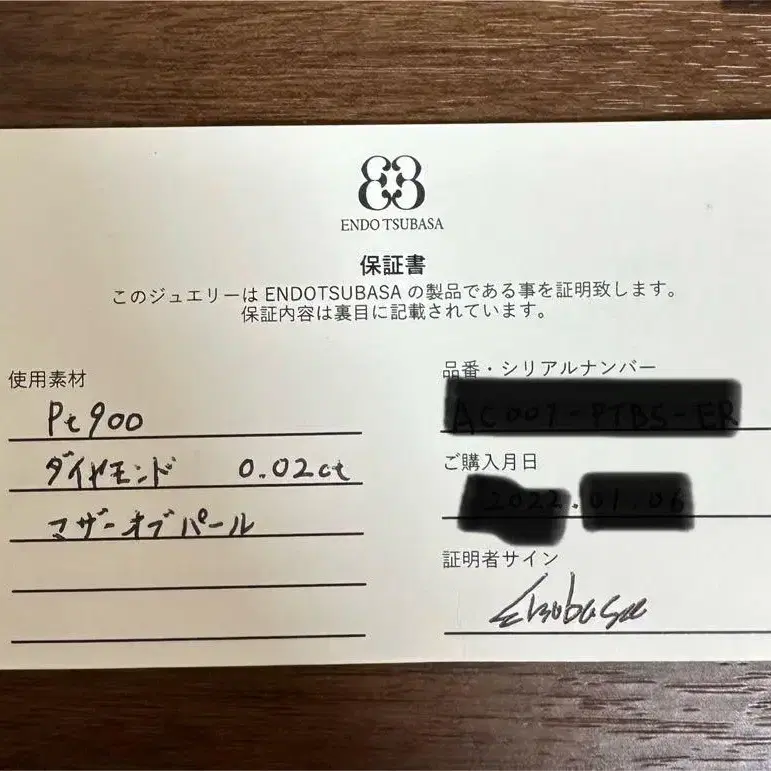 ENDO TSUBASA
保証書
このジュエリーは ENDOTSUBASA の製品である事を証明致します。
保証内容は裏目に記載されています。
使用素材
Pt900
ダイヤモンド 0.02ct
マザーオブパール
品番・シリアルナンバー
ご購入月日
証明者サイン